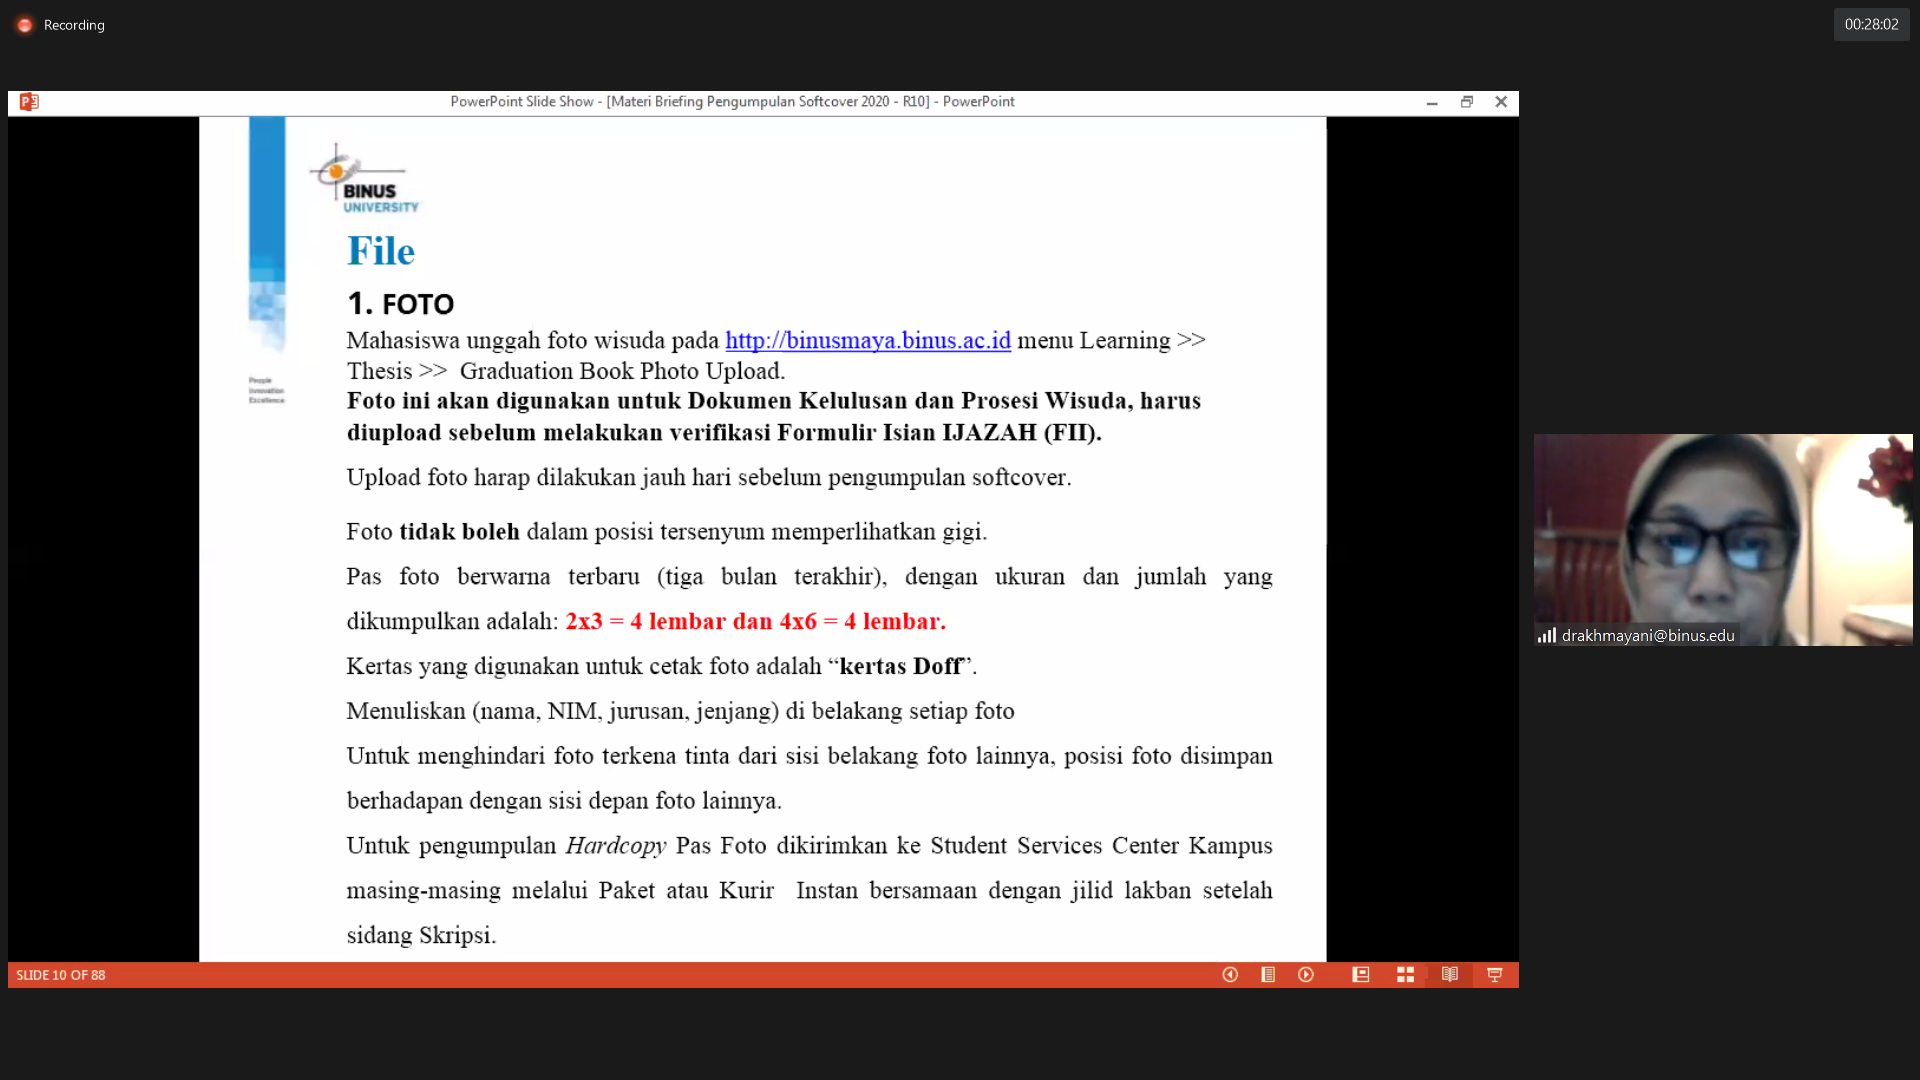 Recording
00:28:02
PowerPoint Slide Show - [Materi Briefing Pengumpulan Softcover 2020 - R10] - PowerPoint
BINUS
UNIVERSITY
File
1. FOTO
Mahasiswa unggah foto wisuda pada http://binusmaya.binus.ac.id menu Learning >>
Thesis >> Graduation Book Photo Upload.
Foto ini akan digunakan untuk Dokumen Kelulusan dan Prosesi Wisuda, harus
diupload sebelum melakukan verifikasi Formulir Isian IJAZAH (FII).
People
Innovation
Excellence
Upload foto harap dilakukan jauh hari sebelum pengumpulan softcover.
Foto tidak boleh dalam posisi tersenyum memperlihatkan gigi.
Pas foto berwarna terbaru (tiga bulan terakhir), dengan ukuran dan jumlah yang
dikumpulkan adalah: 2x3 = 4 lembar dan 4x6 = 4 lembar.
Kertas yang digunakan untuk cetak foto adalah “kertas Doff”.
Menuliskan (nama, NIM, jurusan, jenjang) di belakang setiap foto
Untuk menghindari foto terkena tinta dari sisi belakang foto lainnya, posisi foto disimpan
berhadapan dengan sisi depan foto lainnya.
Untuk pengumpulan Hardcopy Pas Foto dikirimkan ke Student Services Center Kampus
masing-masing melalui Paket atau Kurir Instan bersamaan dengan jilid lakban setelah
sidang Skripsi.
drakhmayani@binus.edu
SLIDE 10 OF 88